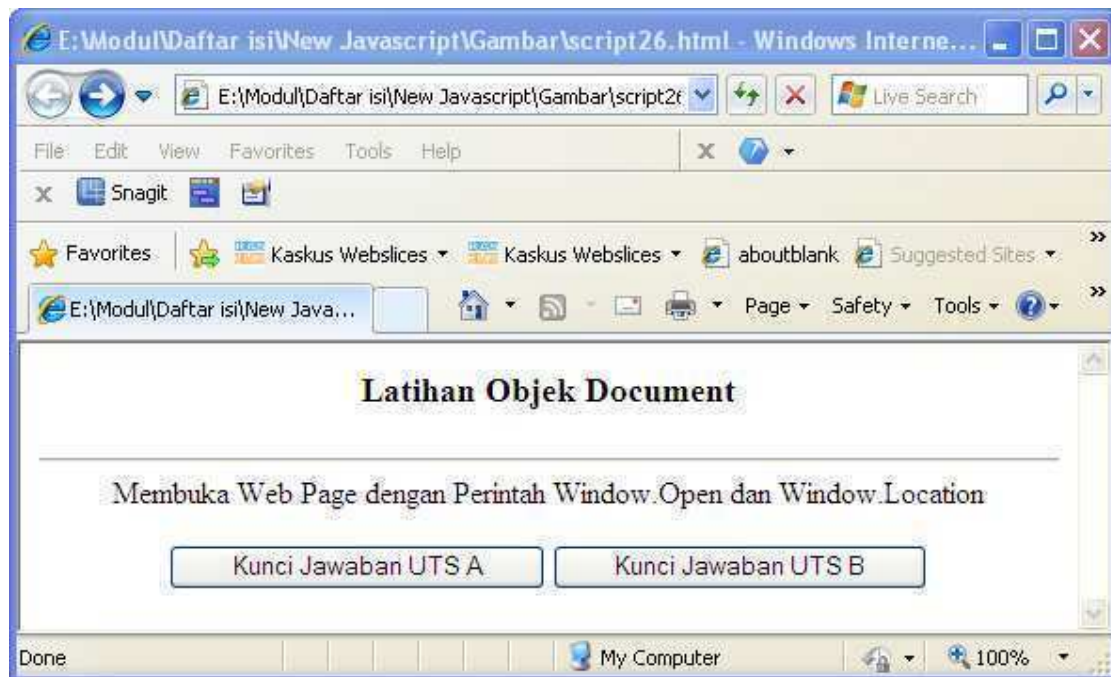 E:\Modul\Daftar isi\New Javascript\Gambar\script26.html - Windows Interne...
E:\Modul\Daftar isi\New Javascript\Gambar\script26 Live Search
File Edit View Favorites Tools Help
Snagit
Favorites Kaskus Webslices Kaskus Webslices aboutblank Suggested Sites
E:\Modul\Daftar isi\New Java... Page Safety Tools
Latihan Objek Document
Membuka Web Page dengan Perintah Window.Open dan Window.Location
Kunci Jawaban UTS A Kunci Jawaban UTS B
Done My Computer 100%